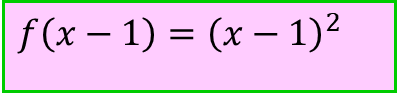 f(x − 1) = (x − 1)²